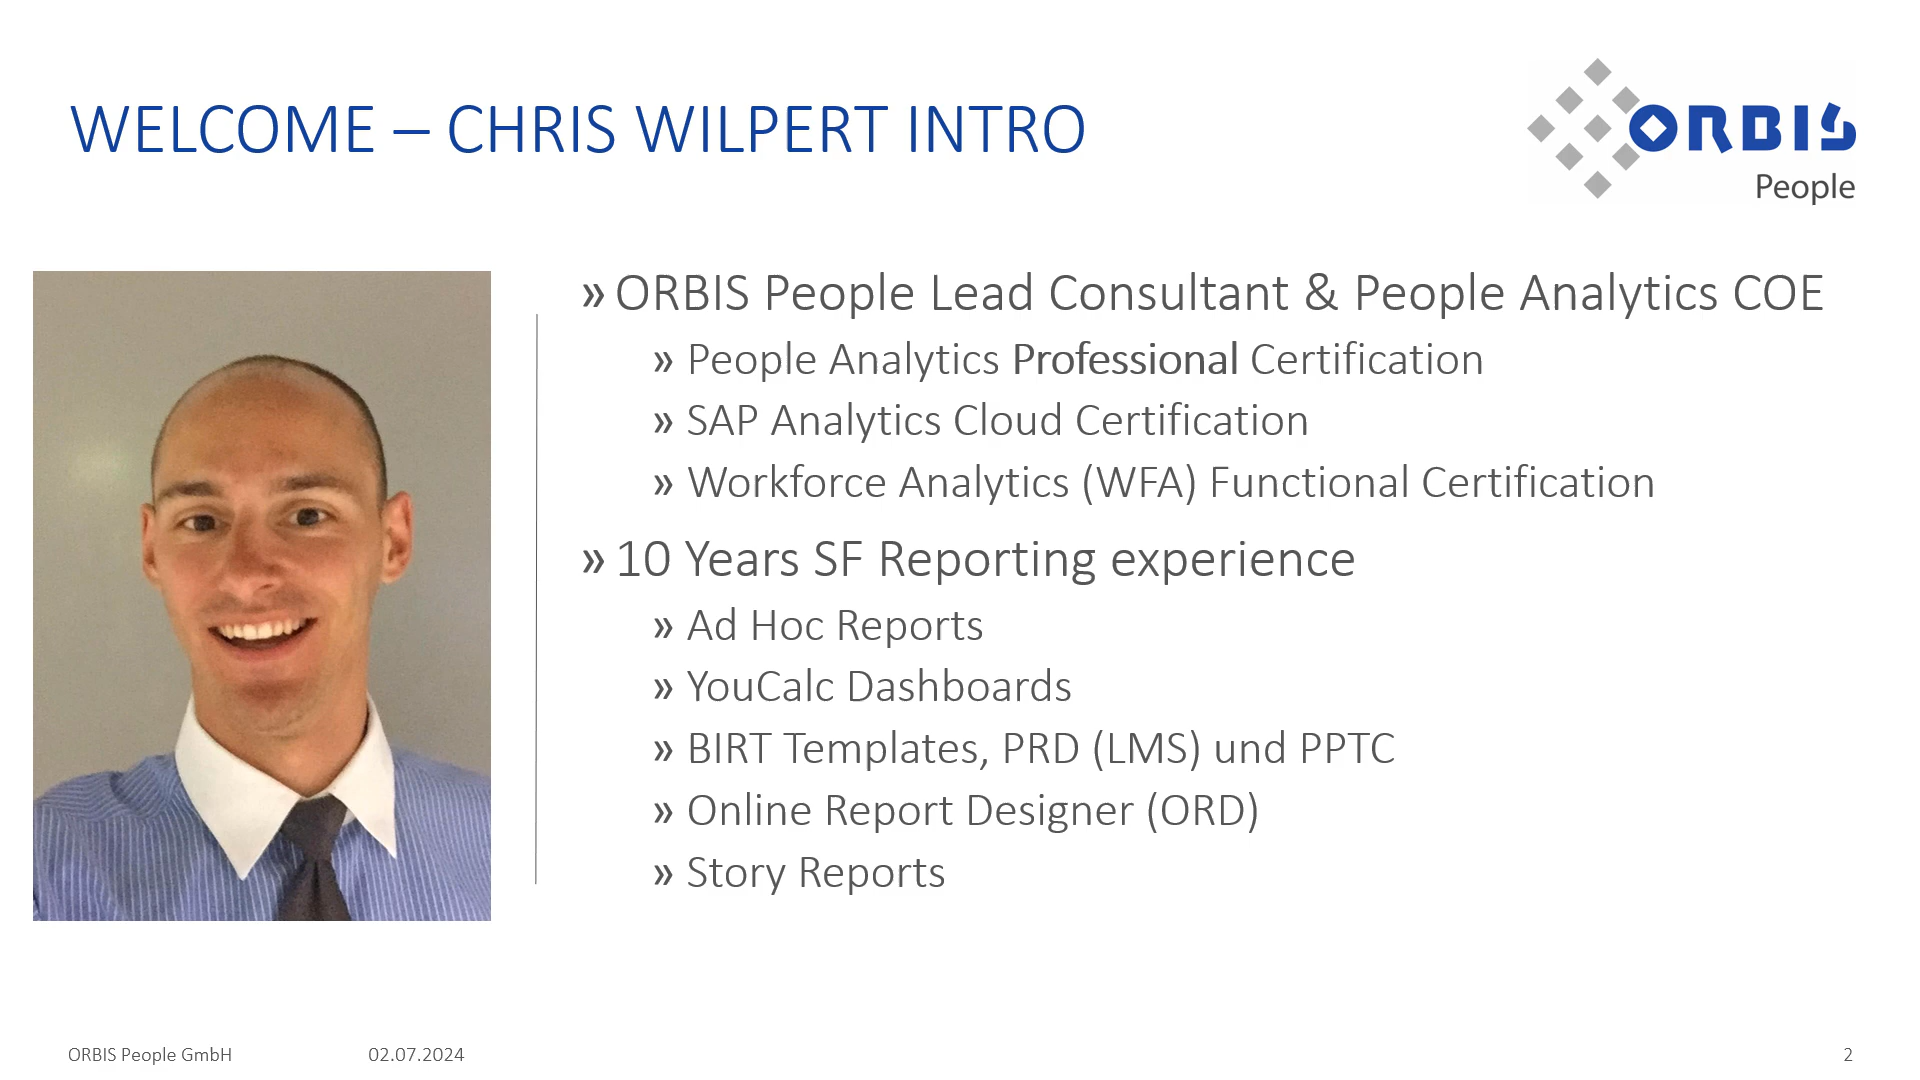 WELCOME – CHRIS WILPERT INTRO
ORBIS
People
» ORBIS People Lead Consultant & People Analytics COE
» People Analytics Professional Certification
» SAP Analytics Cloud Certification
» Workforce Analytics (WFA) Functional Certification
» 10 Years SF Reporting experience
» Ad Hoc Reports
» YouCalc Dashboards
» BIRT Templates, PRD (LMS) und PPTC
» Online Report Designer (ORD)
» Story Reports
ORBIS People GmbH 02.07.2024 2